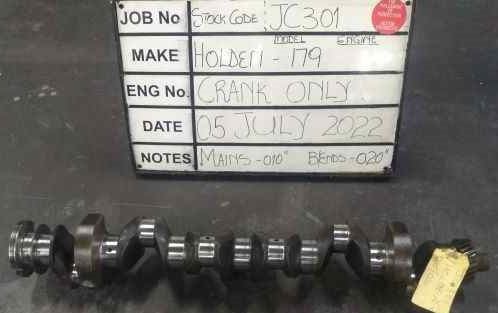 JOB No STOCK CODE: JC301
MODEL ENGINE
MAKE HOLDEN - 179
ENG No. CRANK ONLY
DATE 05 JULY 2022
NOTES MAINS -010" BENDS -020"